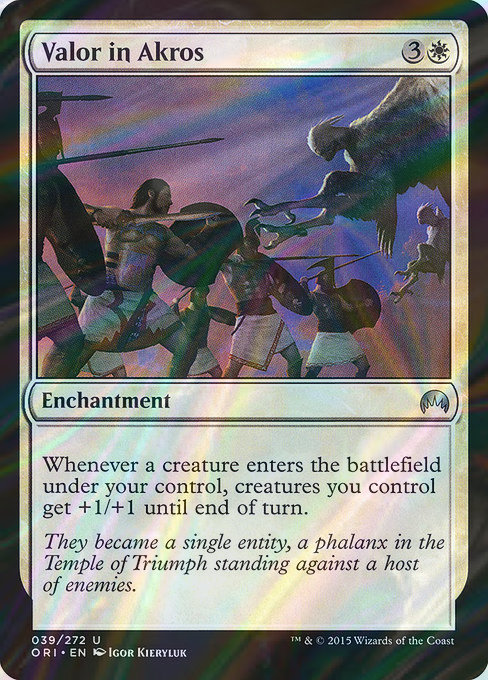 Valor in Akros 3
Enchantment
Whenever a creature enters the battlefield
under your control, creatures you control
get +1/+1 until end of turn.
They became a single entity, a phalanx in the
Temple of Triumph standing against a host
of enemies.
039/272 U
ORI • EN Igor Kieryluk
™ & © 2015 Wizards of the Coast